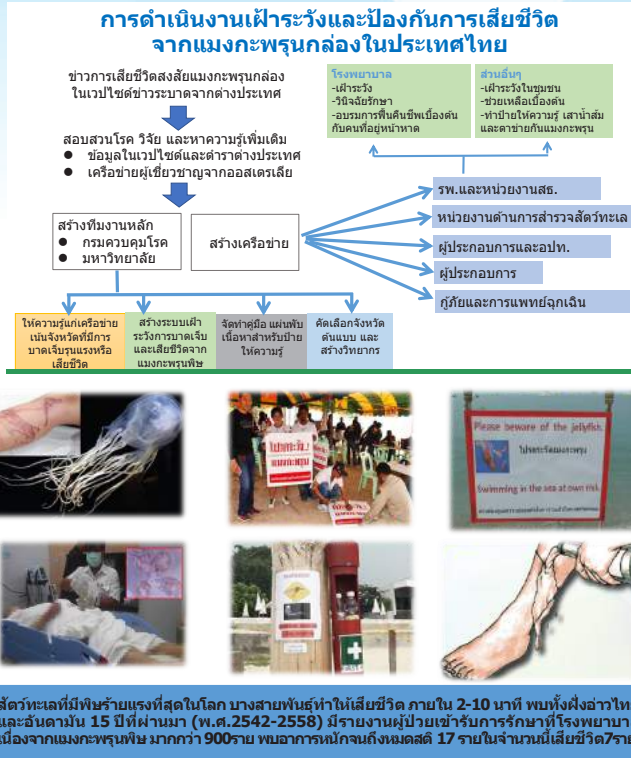 การดำเนินงานเฝ้าระวังและป้องกันการเสียชีวิต
จากแมงกะพรุนกล่องในประเทศไทย
ข่าวการเสียชีวิตสงสัยแมงกะพรุนกล่อง
ในเวปไซด์ข่าวระบาดจากต่างประเทศ
โรงพยาบาล
-เฝ้าระวัง
-วินิจฉัยรักษา
-อบรมการฟื้นคืนชีพเบื้องต้น
กับคนที่อยู่หน้าหาด
ส่วนอื่นๆ
-เฝ้าระวังในชุมชน
-ช่วยเหลือเบื้องต้น
-ทำป้ายให้ความรู้ เสาน้ำส้ม
และตาข่ายกันแมงกะพรุน
สอบสวนโรค วิจัย และหาความรู้เพิ่มเติม
● ข้อมูลในเวปไซด์และตำราต่างประเทศ
● เครือข่ายผู้เชี่ยวชาญจากออสเตรเลีย
สร้างทีมงานหลัก
● กรมควบคุมโรค
● มหาวิทยาลัย
สร้างเครือข่าย
รพ.และหน่วยงานสธ.
หน่วยงานด้านการสำรวจสัตว์ทะเล
ผู้ประกอบการและอปท.
ผู้ประกอบการ
กู้ภัยและการแพทย์ฉุกเฉิน
ให้ความรู้แก่เครือข่าย
เน้นจังหวัดที่มีการ
บาดเจ็บรุนแรงหรือ
เสียชีวิต
สร้างระบบเฝ้า
ระวังการบาดเจ็บ
และเสียชีวิตจาก
แมงกะพรุนพิษ
จัดทำคู่มือ แผ่นพับ
เนื้อหาสำหรับป้าย
ให้ความรู้
คัดเลือกจังหวัด
ต้นแบบ และ
สร้างวิทยากร
โปรดระวัง..!
แมงกะพรุน
Please beware of the jellyfish.
โปรดระวังแมงกะพรุน
Swimming in the sea at own risk.
สัตว์ทะเลที่มีพิษร้ายแรงที่สุดในโลก บางสายพันธุ์ทำให้เสียชีวิต ภายใน 2-10 นาที พบทั้งฝั่งอ่าวไทย
และอันดามัน 15 ปีที่ผ่านมา (พ.ศ.2542-2558) มีรายงานผู้ป่วยเข้ารับการรักษาที่โรงพยาบาล
เนื่องจากแมงกะพรุนพิษ มากกว่า 900ราย พบอาการหนักจนถึงหมดสติ 17 รายในจำนวนนี้เสียชีวิต7ราย